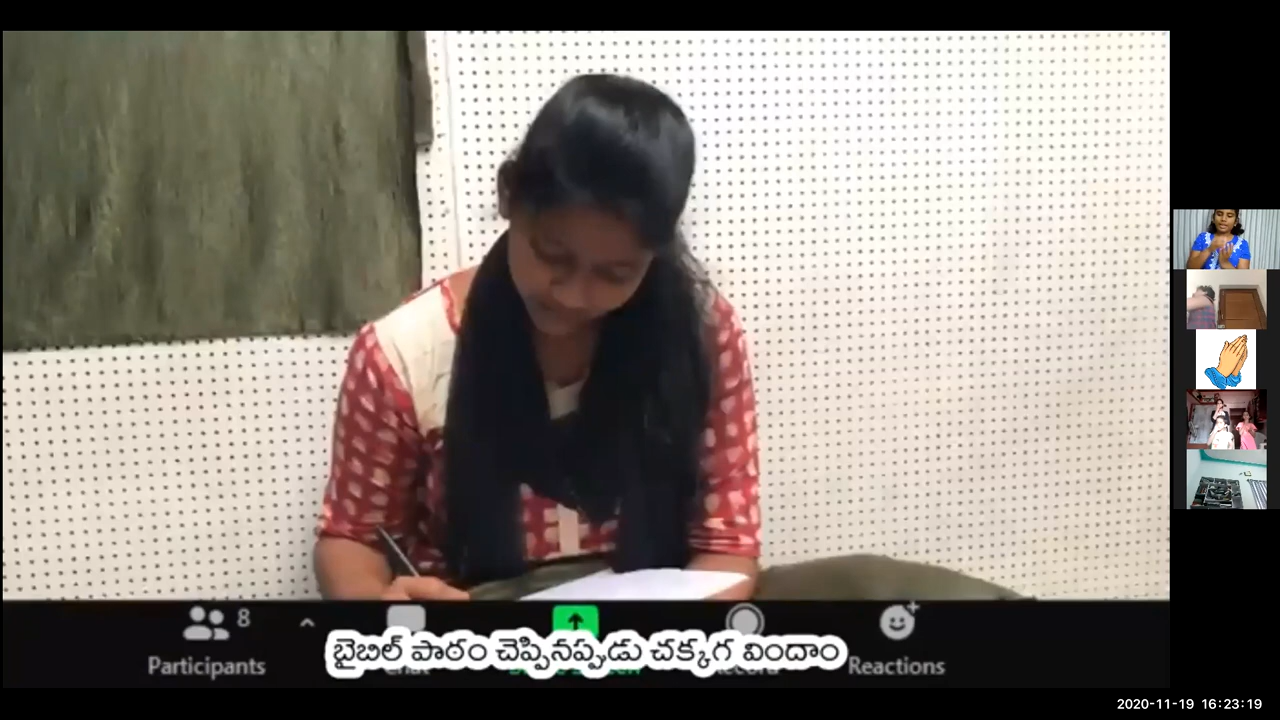 8
Participants
Reactions
బైబిల్ పాఠం చెప్పినప్పుడు చక్కగ విందాం
2020-11-19 16:23:19